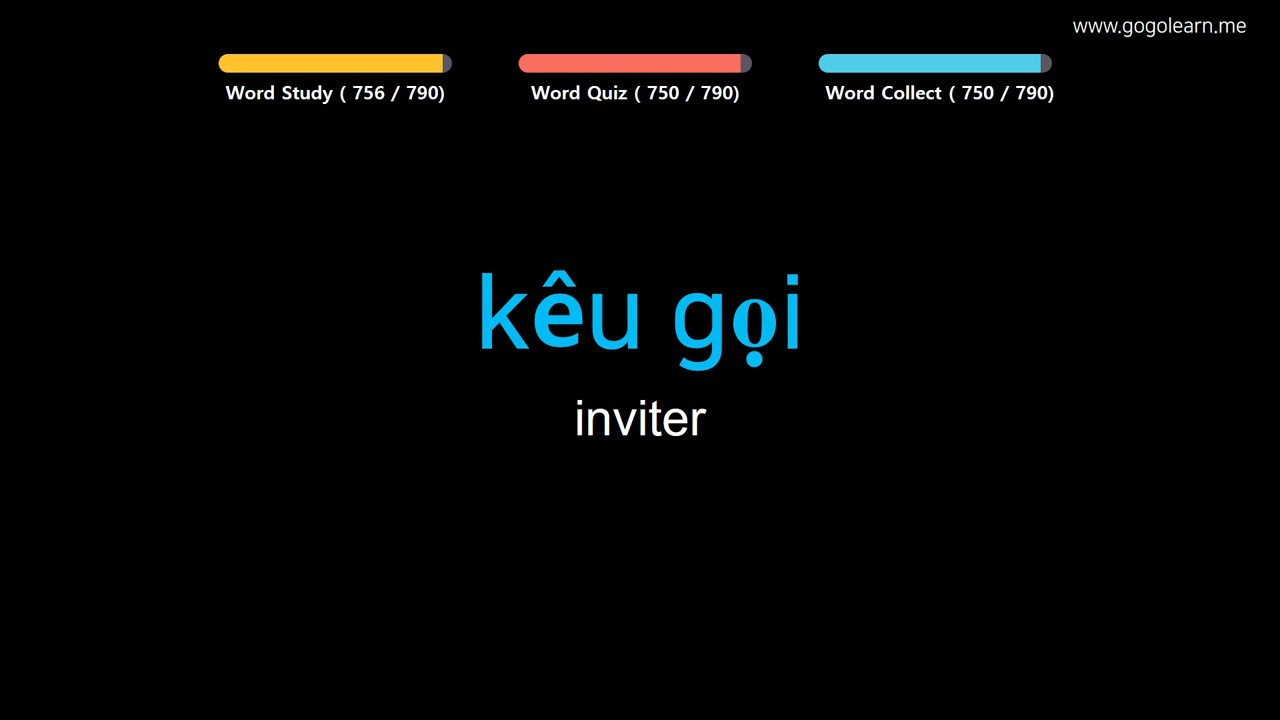 www.gogolearn.me
Word Study ( 756 / 790)
Word Quiz ( 750 / 790)
Word Collect ( 750 / 790)
kêu gọi
inviter